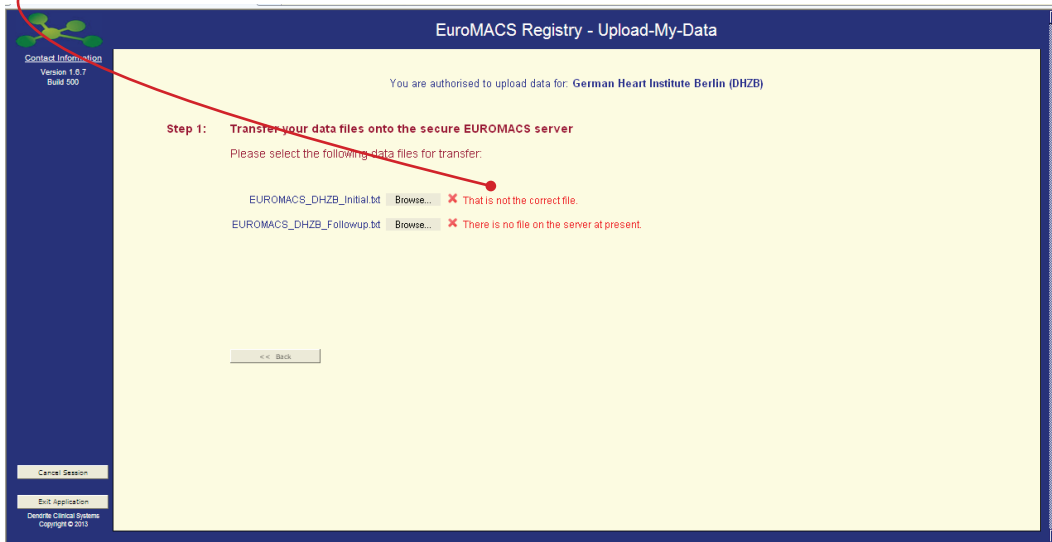 EuroMACS Registry - Upload-My-Data
Contact Information
Version 1.6.7
Build 500
You are authorised to upload data for: German Heart Institute Berlin (DHZB)
Step 1: Transfer your data files onto the secure EUROMACS server
Please select the following data files for transfer:
EUROMACS_DHZB_Initial.txt Browse... That is not the correct file.
EUROMACS_DHZB_Followup.txt Browse... There is no file on the server at present.
<< Back
Cancel Session
Exit Application
Dendrite Clinical Systems
Copyright © 2013